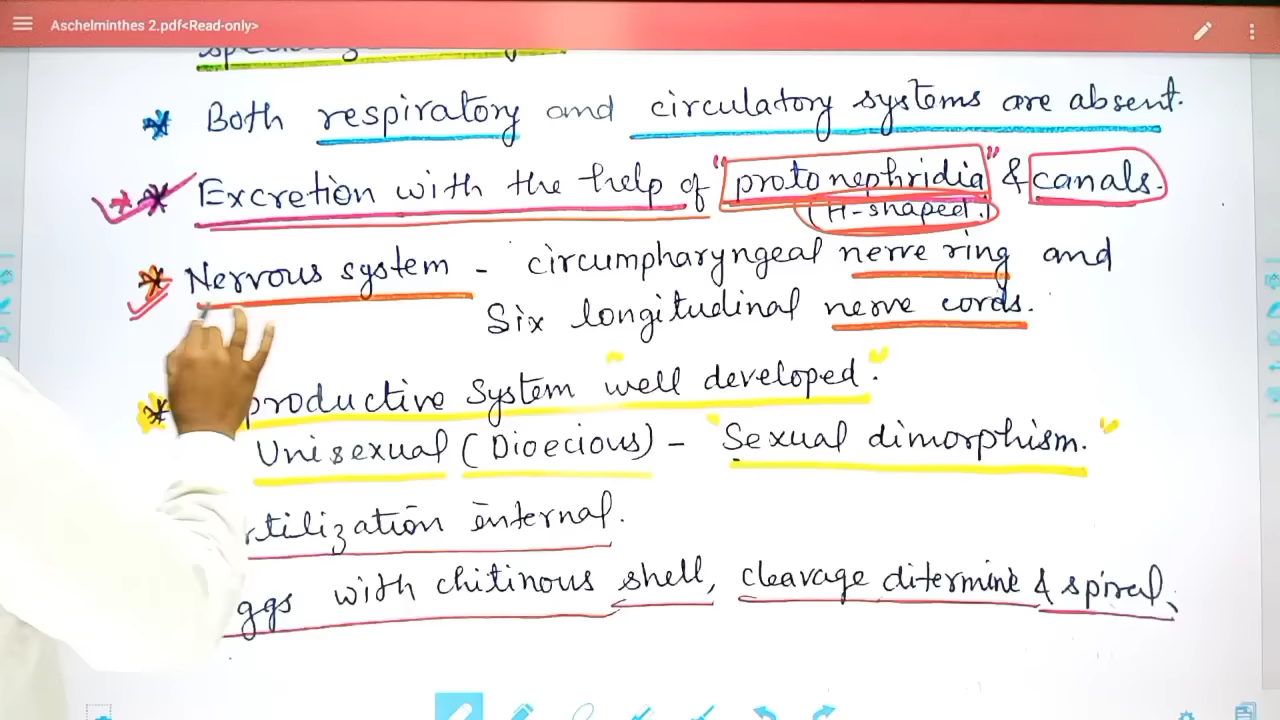 Aschelminthes 2.pdf<Read-only>
* Both respiratory and circulatory systems are absent.
* * Excretion with the help of "protonephridia" & canals.
(H-shaped.)
* Nervous system - circumpharyngeal nerve ring and
Six longitudinal nerve cords.
* productive System "well developed".
Unisexual (Dioecious) - "Sexual dimorphism."
rtilization internal.
ggs with chitinous shell, cleavage ditermine & spiral,